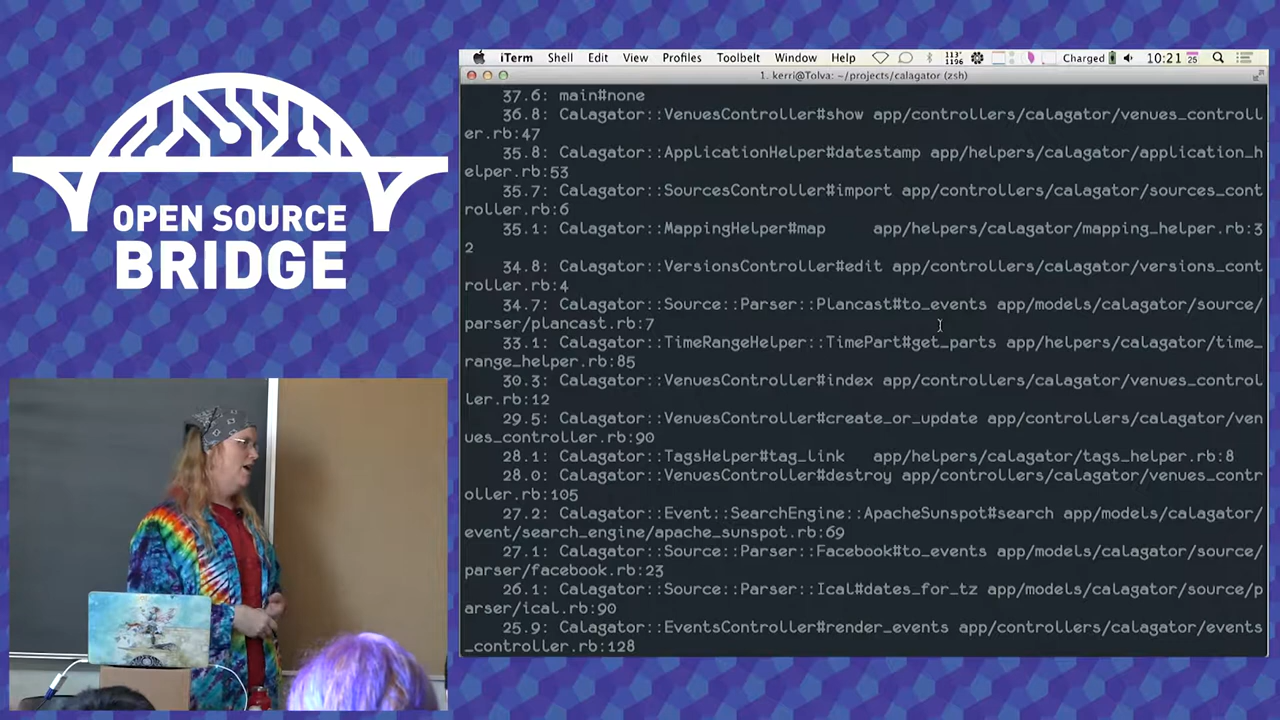 OPEN SOURCE
BRIDGE
iTerm Shell Edit View Profiles Toolbelt Window Help 113° 1196 Charged 10:21 25
1. kerri@Tolva: ~/projects/calagator (zsh)
37.6: main#none
36.8: Calagator::VenuesController#show app/controllers/calagator/venues_controll
er.rb:47
35.8: Calagator::ApplicationHelper#datestamp app/helpers/calagator/application_h
elper.rb:53
35.7: Calagator::SourcesController#import app/controllers/calagator/sources_cont
roller.rb:6
35.1: Calagator::MappingHelper#map app/helpers/calagator/mapping_helper.rb:3
2
34.8: Calagator::VersionsController#edit app/controllers/calagator/versions_cont
roller.rb:4
34.7: Calagator::Source::Parser::Plancast#to_events app/models/calagator/source/
parser/plancast.rb:7
33.1: Calagator::TimeRangeHelper::TimePart#get_parts app/helpers/calagator/time_
range_helper.rb:85
30.3: Calagator::VenuesController#index app/controllers/calagator/venues_control
ler.rb:12
29.5: Calagator::VenuesController#create_or_update app/controllers/calagator/ven
ues_controller.rb:90
28.1: Calagator::TagsHelper#tag_link app/helpers/calagator/tags_helper.rb:8
28.0: Calagator::VenuesController#destroy app/controllers/calagator/venues_contr
oller.rb:105
27.2: Calagator::Event::SearchEngine::ApacheSunspot#search app/models/calagator/
event/search_engine/apache_sunspot.rb:69
27.1: Calagator::Source::Parser::Facebook#to_events app/models/calagator/source/
parser/facebook.rb:23
26.1: Calagator::Source::Parser::Ical#dates_for_tz app/models/calagator/source/p
arser/ical.rb:90
25.9: Calagator::EventsController#render_events app/controllers/calagator/events
_controller.rb:128